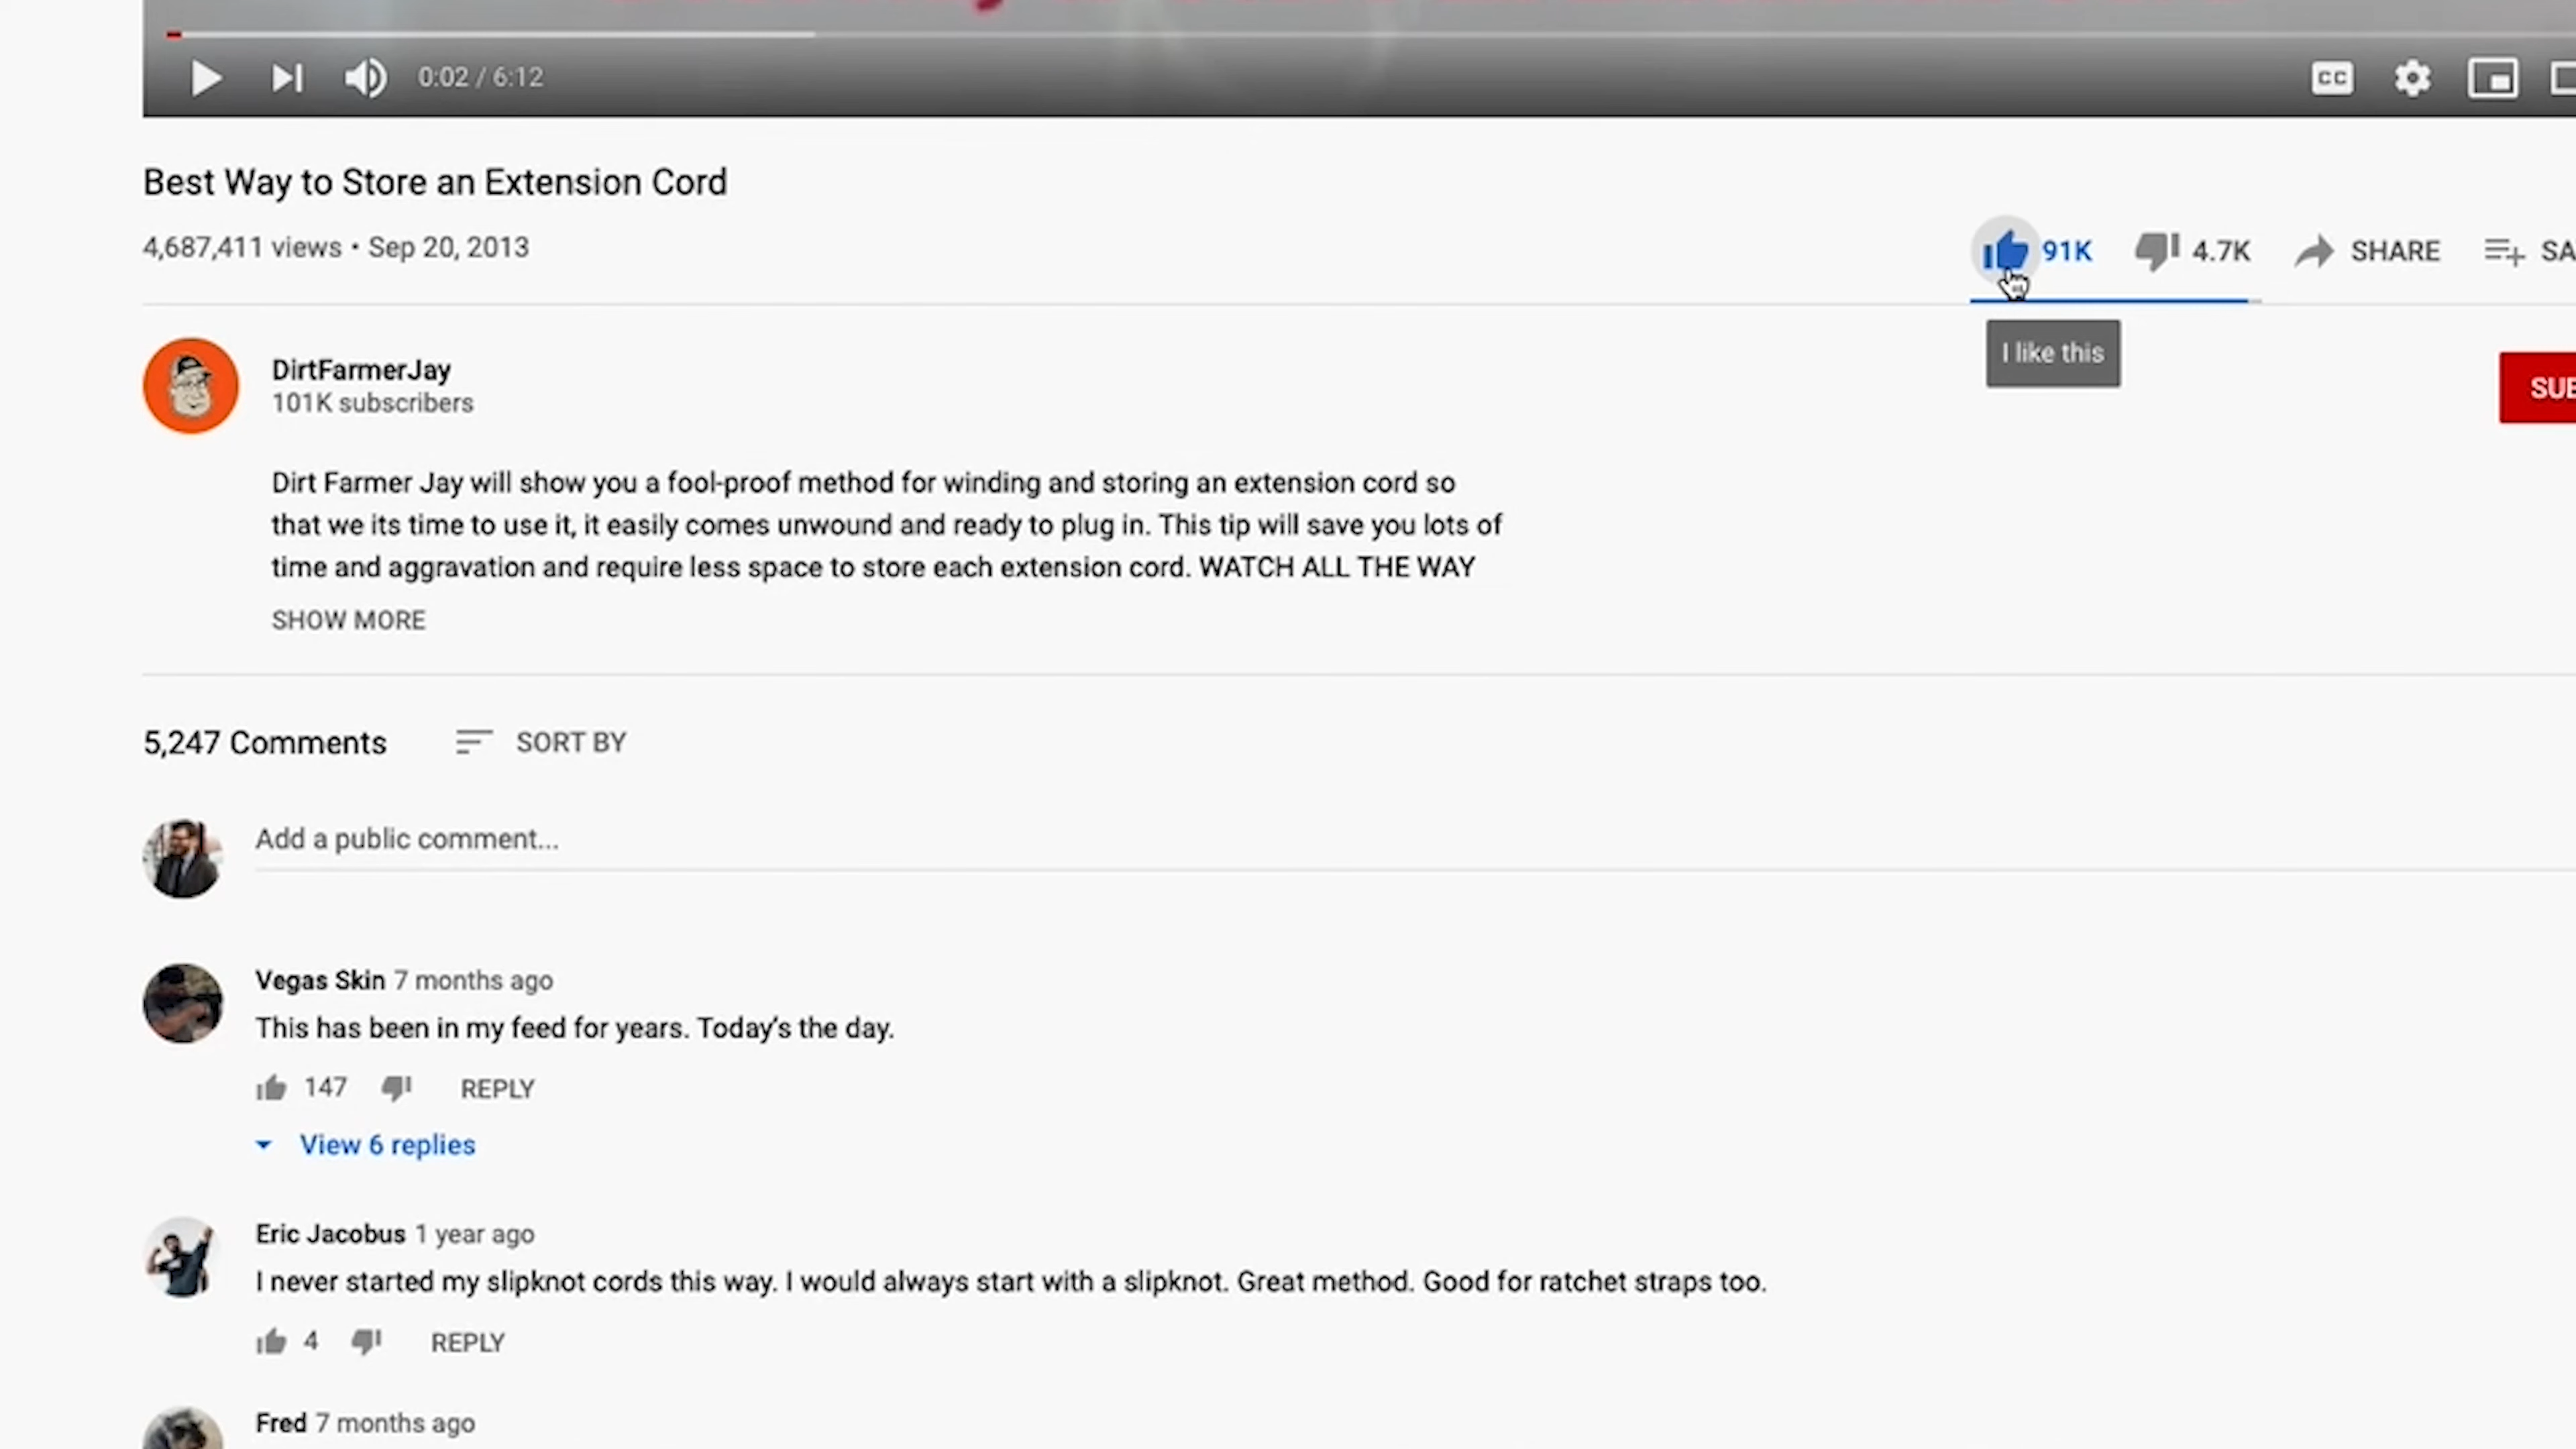 0:02 / 6:12
CC
Best Way to Store an Extension Cord
4,687,411 views • Sep 20, 2013
91K
4.7K
SHARE
SA
I like this
DirtFarmerJay
101K subscribers
SUB
Dirt Farmer Jay will show you a fool-proof method for winding and storing an extension cord so
that we its time to use it, it easily comes unwound and ready to plug in. This tip will save you lots of
time and aggravation and require less space to store each extension cord. WATCH ALL THE WAY
SHOW MORE
5,247 Comments SORT BY
Add a public comment...
Vegas Skin 7 months ago
This has been in my feed for years. Today's the day.
147 REPLY
View 6 replies
Eric Jacobus 1 year ago
I never started my slipknot cords this way. I would always start with a slipknot. Great method. Good for ratchet straps too.
4 REPLY
Fred 7 months ago